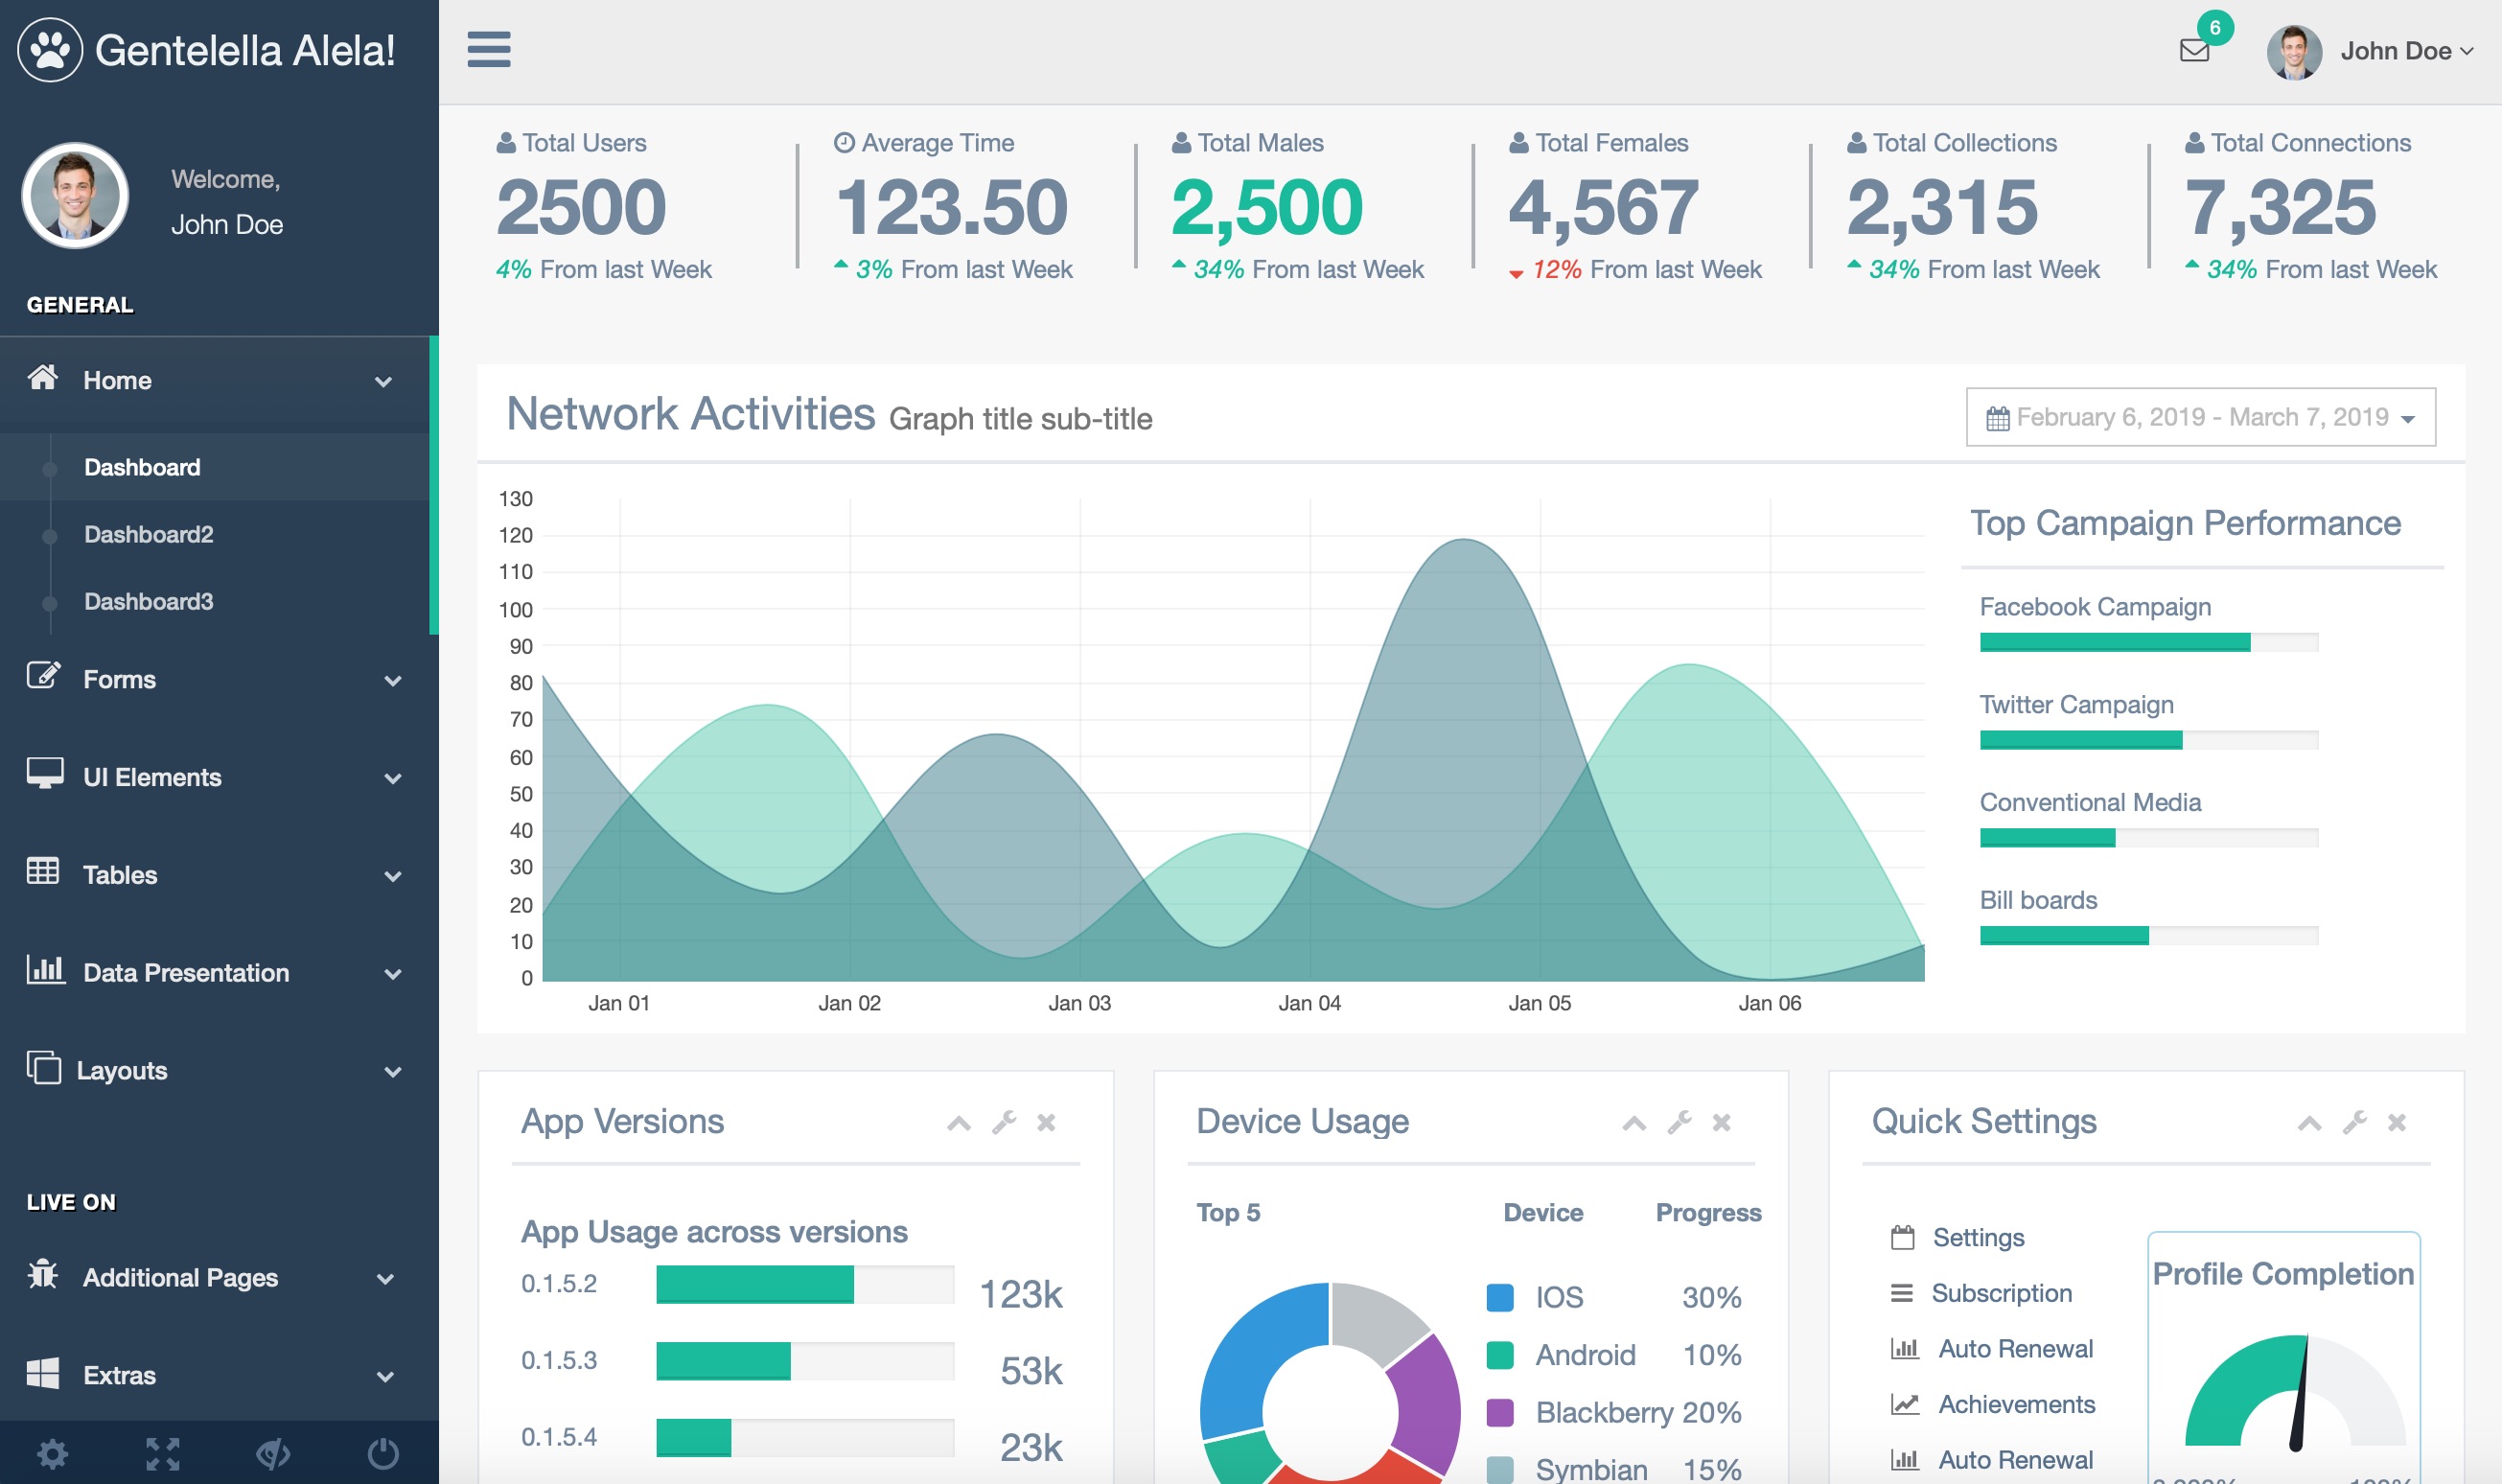 Gentelella Alela!
6
John Doe
Welcome,
John Doe
GENERAL
Home
Dashboard
Dashboard2
Dashboard3
Forms
UI Elements
Tables
Data Presentation
Layouts
LIVE ON
Additional Pages
Extras
Total Users
2500
4% From last Week
Average Time
123.50
3% From last Week
Total Males
2,500
34% From last Week
Total Females
4,567
12% From last Week
Total Collections
2,315
34% From last Week
Total Connections
7,325
34% From last Week
Network Activities Graph title sub-title
February 6, 2019 - March 7, 2019
130
120
110
100
90
80
70
60
50
40
30
20
10
0
Jan 01
Jan 02
Jan 03
Jan 04
Jan 05
Jan 06
Top Campaign Performance
Facebook Campaign
Twitter Campaign
Conventional Media
Bill boards
App Versions
App Usage across versions
0.1.5.2
123k
0.1.5.3
53k
0.1.5.4
23k
Device Usage
Top 5
Device
Progress
IOS 30%
Android 10%
Blackberry 20%
Symbian 15%
Quick Settings
Settings
Subscription
Auto Renewal
Achievements
Auto Renewal
Profile Completion